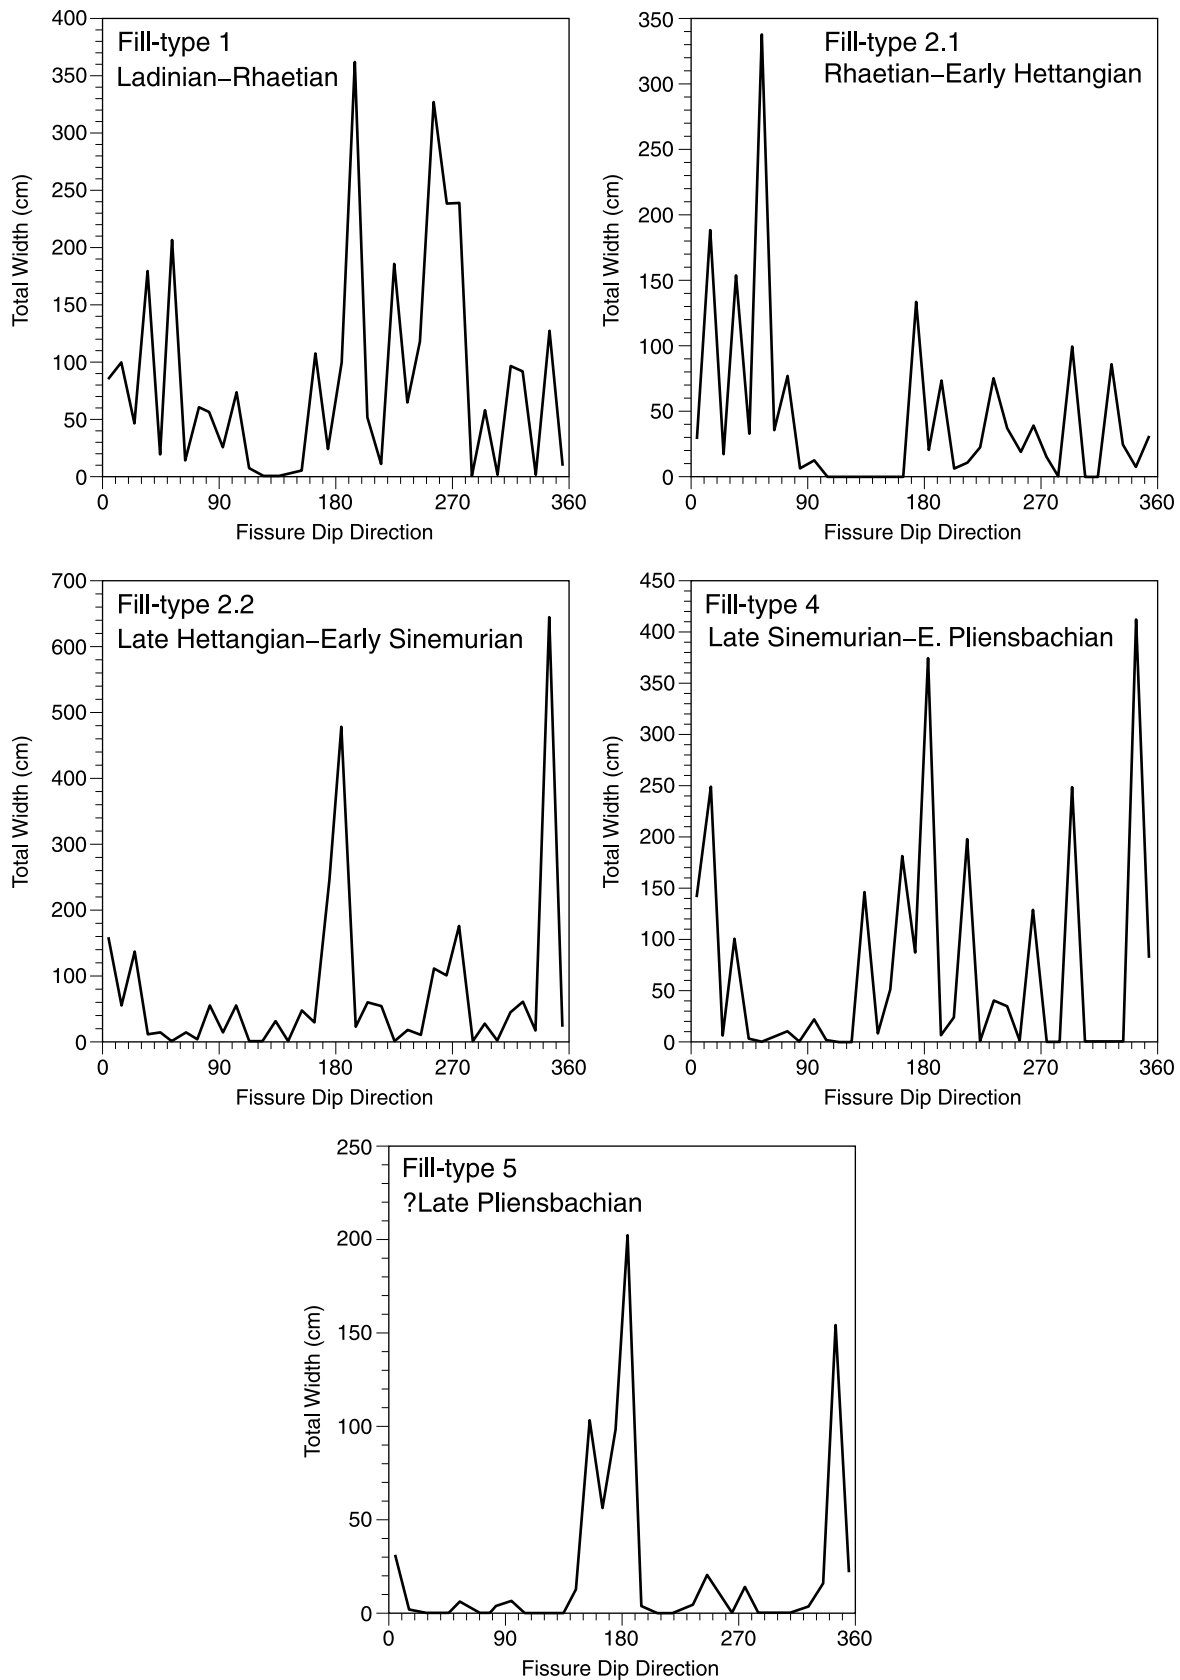 Fill-type 1
Ladinian–Rhaetian
Total Width (cm)
400
350
300
250
200
150
100
50
0
0 90 180 270 360
Fissure Dip Direction
Fill-type 2.1
Rhaetian–Early Hettangian
Total Width (cm)
350
300
250
200
150
100
50
0
0 90 180 270 360
Fissure Dip Direction
Fill-type 2.2
Late Hettangian–Early Sinemurian
Total Width (cm)
700
600
500
400
300
200
100
0
0 90 180 270 360
Fissure Dip Direction
Fill-type 4
Late Sinemurian–E. Pliensbachian
Total Width (cm)
450
400
350
300
250
200
150
100
50
0
0 90 180 270 360
Fissure Dip Direction
Fill-type 5
?Late Pliensbachian
Total Width (cm)
250
200
150
100
50
0
0 90 180 270 360
Fissure Dip Direction